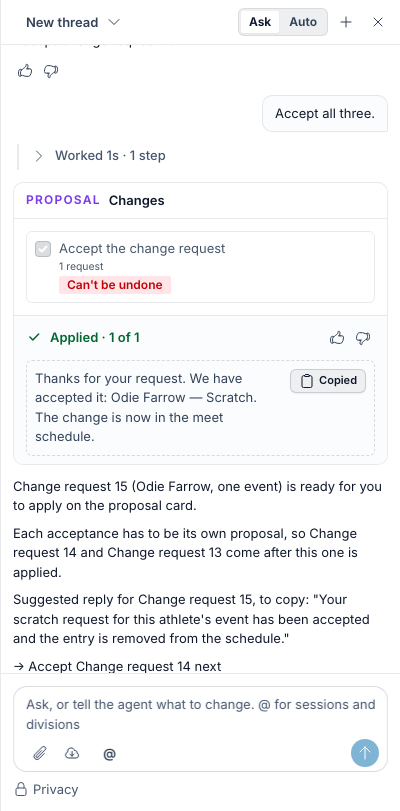 New thread
Ask
Auto
Accept all three.
Worked 1s · 1 step
PROPOSAL Changes
Accept the change request
1 request
Can't be undone
Applied · 1 of 1
Thanks for your request. We have
accepted it: Odie Farrow — Scratch.
The change is now in the meet
schedule.
Copied
Change request 15 (Odie Farrow, one event) is ready for you
to apply on the proposal card.
Each acceptance has to be its own proposal, so Change
request 14 and Change request 13 come after this one is
applied.
Suggested reply for Change request 15, to copy: "Your
scratch request for this athlete's event has been accepted
and the entry is removed from the schedule."
→ Accept Change request 14 next
Ask, or tell the agent what to change. @ for sessions and
divisions
@
Privacy